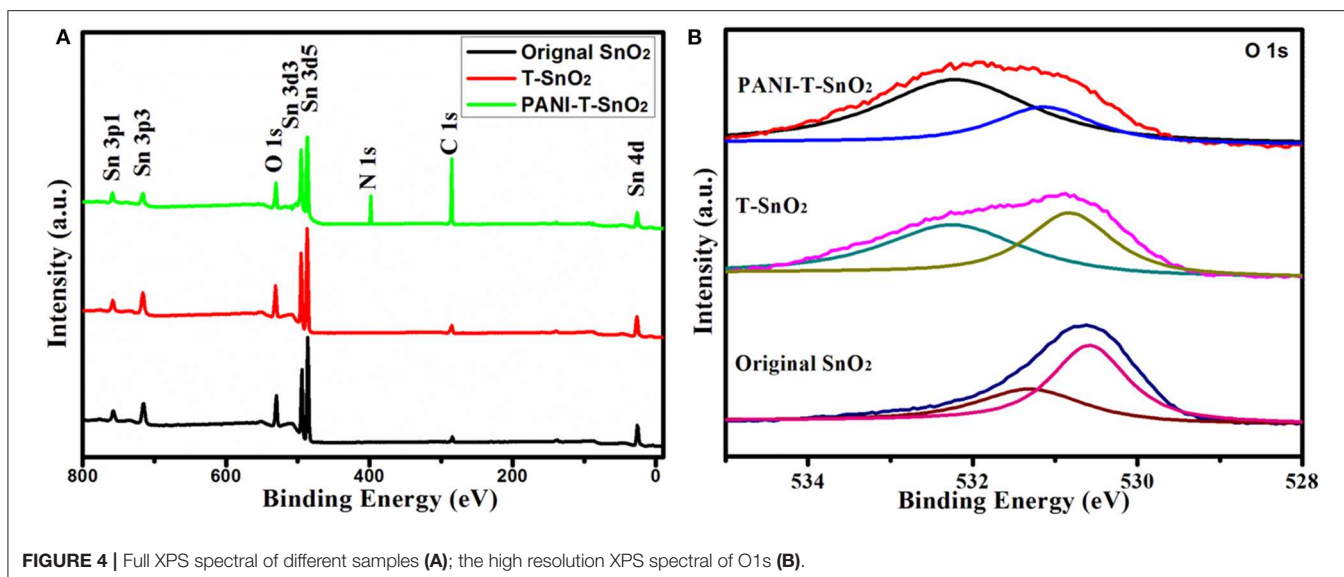 A
Intensity (a.u.)
Sn 3p1
Sn 3p3
O 1s
Sn 3d3
Sn 3d5
N 1s
C 1s
Sn 4d
Orignal SnO₂
T-SnO₂
PANI-T-SnO₂
800
600
400
200
0
Binding Energy (eV)
B
Intensity (a.u.)
O 1s
PANI-T-SnO₂
T-SnO₂
Original SnO₂
534
532
530
528
Binding Energy (eV)
FIGURE 4 | Full XPS spectral of different samples (A); the high resolution XPS spectral of O1s (B).